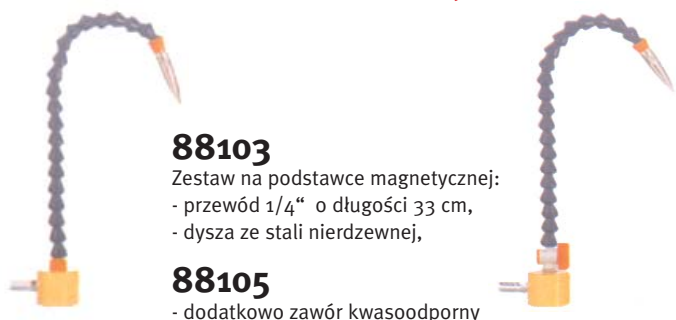 88103
Zestaw na podstawce magnetycznej:
- przewód 1/4“ o długości 33 cm,
- dysza ze stali nierdzewnej,
88105
- dodatkowo zawór kwasoodporny